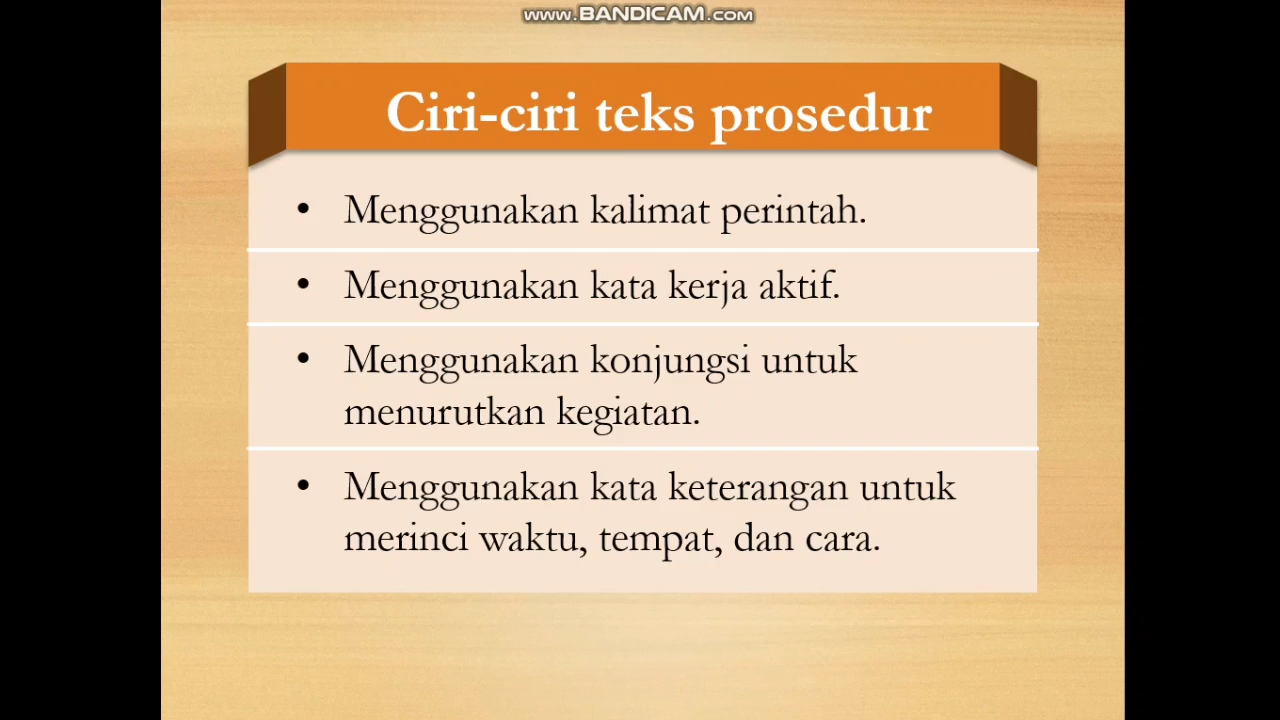 www.BANDICAM.com
Ciri-ciri teks prosedur
• Menggunakan kalimat perintah.
• Menggunakan kata kerja aktif.
• Menggunakan konjungsi untuk
menurutkan kegiatan.
• Menggunakan kata keterangan untuk
merinci waktu, tempat, dan cara.